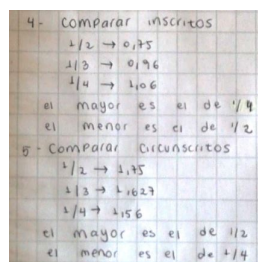 4- Comparar inscritos
1/2 → 0,75
1/3 → 0,96
1/4 → 1,06
el mayor es el de 1/4
el menor es el de 1/2
5- Comparar Circunscritos
1/2 → 1,75
1/3 → 1,627
1/4 → 1,56
el mayor es el de 1/2
el menor es el de 1/4